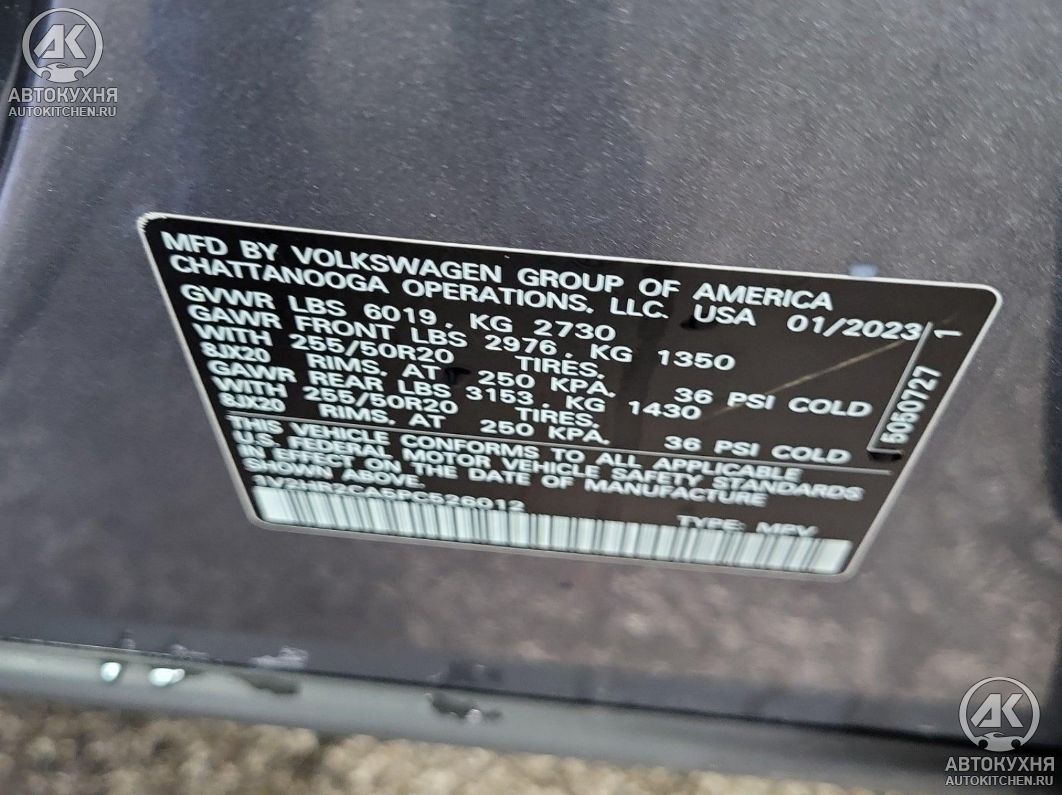 АК
АВТОКУХНЯ
AUTOKITCHEN.RU
MFD BY VOLKSWAGEN GROUP OF AMERICA
CHATTANOOGA OPERATIONS, LLC, USA 01/2023
GVWR LBS 6019, KG 2730
GAWR FRONT LBS 2976, KG 1350
WITH 255/50R20 TIRES,
8JX20 RIMS, AT 250 KPA, 36 PSI COLD
GAWR REAR LBS 3153, KG 1430
WITH 255/50R20 TIRES,
8JX20 RIMS, AT 250 KPA, 36 PSI COLD
THIS VEHICLE CONFORMS TO ALL APPLICABLE
U.S. FEDERAL MOTOR VEHICLE SAFETY STANDARDS
IN EFFECT ON THE DATE OF MANUFACTURE
SHOWN ABOVE.
TYPE: MPV
5050727 1
АК
АВТОКУХНЯ
AUTOKITCHEN.RU